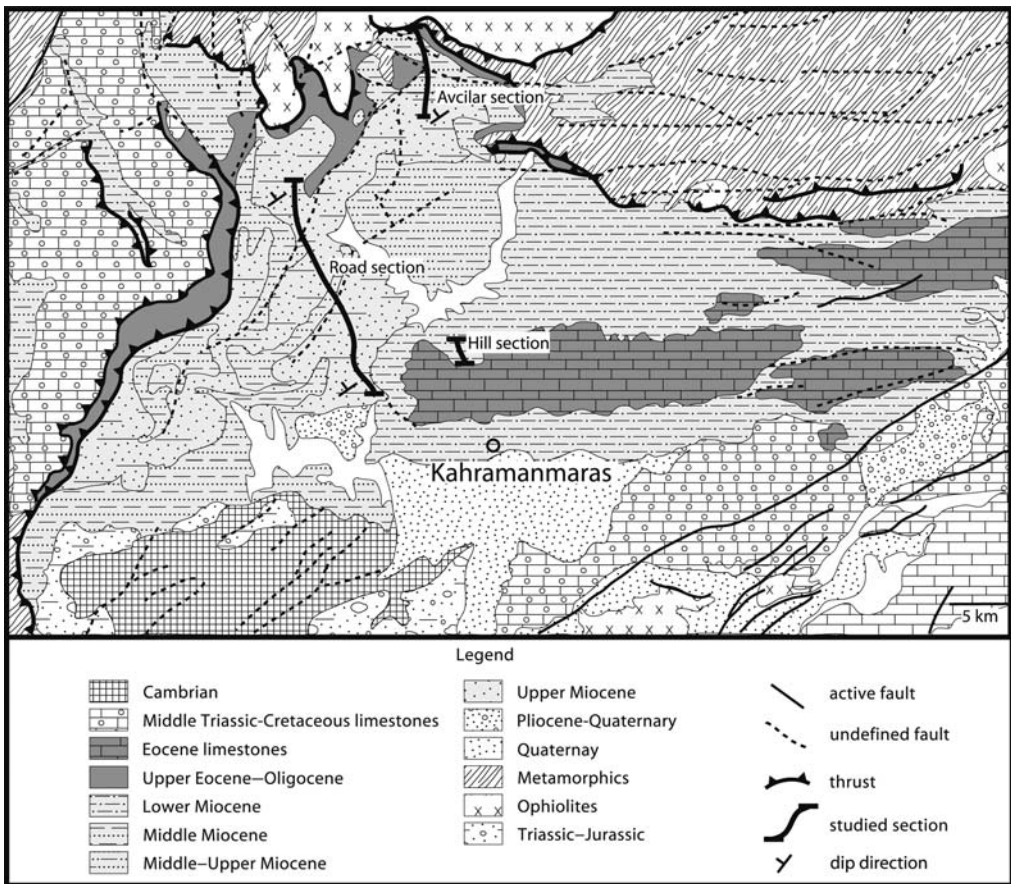 Avcilar section
Road section
Hill section
Kahramanmaras
5 km
Legend
Cambrian
Middle Triassic-Cretaceous limestones
Eocene limestones
Upper Eocene–Oligocene
Lower Miocene
Middle Miocene
Middle–Upper Miocene
Upper Miocene
Pliocene-Quaternary
Quaternay
Metamorphics
Ophiolites
Triassic–Jurassic
active fault
undefined fault
thrust
studied section
dip direction